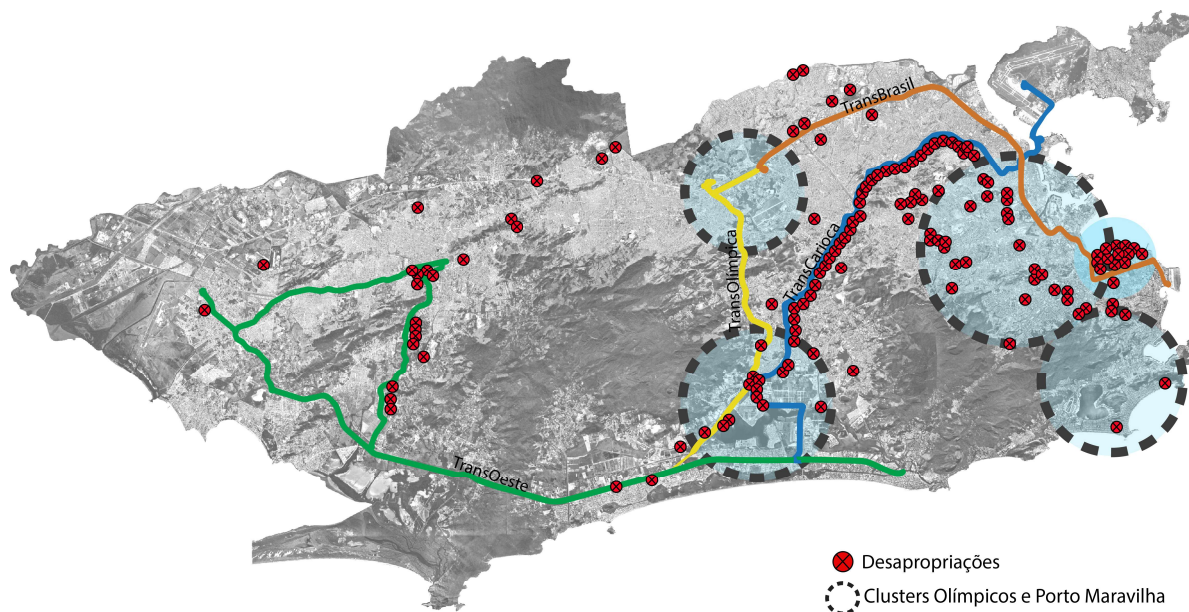 TransBrasil
TransCarioca
TransOlímpica
TransOeste
Desapropriações
Clusters Olímpicos e Porto Maravilha